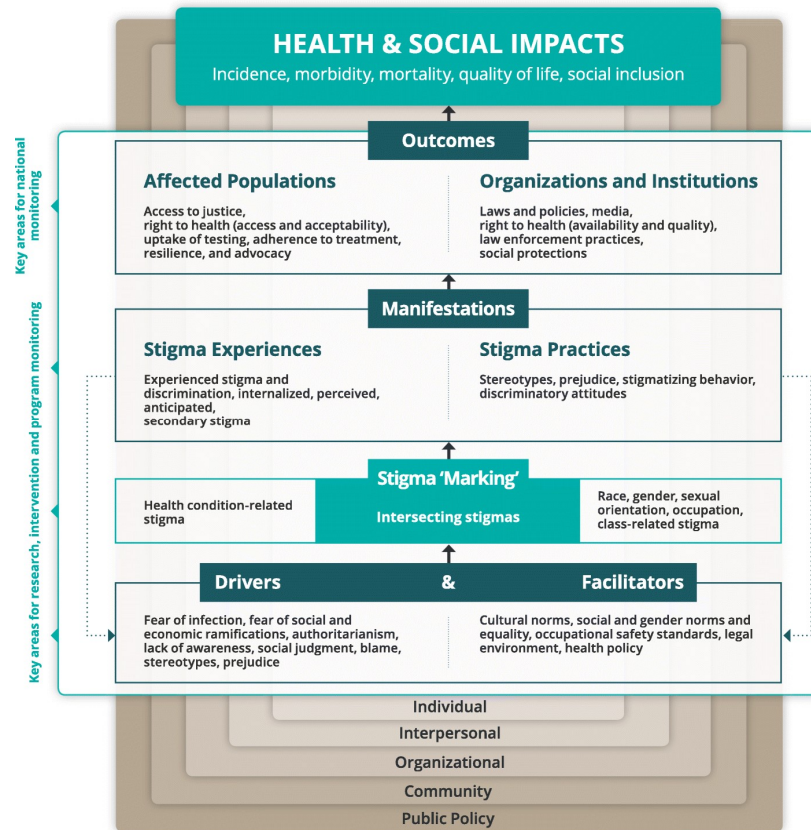 HEALTH & SOCIAL IMPACTS
Incidence, morbidity, mortality, quality of life, social inclusion
Outcomes
Key areas for national
monitoring
Affected Populations
Access to justice,
right to health (access and acceptability),
uptake of testing, adherence to treatment,
resilience, and advocacy
Organizations and Institutions
Laws and policies, media,
right to health (availability and quality),
law enforcement practices,
social protections
Manifestations
Key areas for research, intervention and program monitoring
Stigma Experiences
Experienced stigma and
discrimination, internalized, perceived,
anticipated,
secondary stigma
Stigma Practices
Stereotypes, prejudice, stigmatizing behavior,
discriminatory attitudes
Stigma ‘Marking’
Health condition-related
stigma
Intersecting stigmas
Race, gender, sexual
orientation, occupation,
class-related stigma
Drivers & Facilitators
Fear of infection, fear of social and
economic ramifications, authoritarianism,
lack of awareness, social judgment, blame,
stereotypes, prejudice
Cultural norms, social and gender norms and
equality, occupational safety standards, legal
environment, health policy
Individual
Interpersonal
Organizational
Community
Public Policy